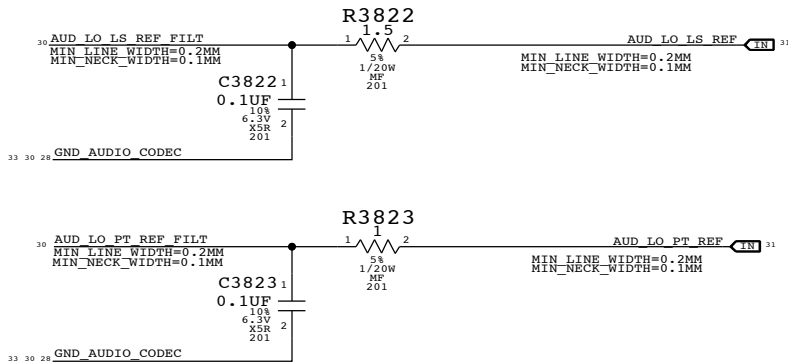 R3822
1.5
30 AUD_LO_LS_REF_FILT 1 2 AUD_LO_LS_REF IN 31
MIN_LINE_WIDTH=0.2MM 5% MIN_LINE_WIDTH=0.2MM
MIN_NECK_WIDTH=0.1MM 1/20W MIN_NECK_WIDTH=0.1MM
MF
201
C3822 1
0.1UF
10%
6.3V
X5R 2
201
33 30 28 GND_AUDIO_CODEC
R3823
1
30 AUD_LO_PT_REF_FILT 1 2 AUD_LO_PT_REF IN 31
MIN_LINE_WIDTH=0.2MM 5% MIN_LINE_WIDTH=0.2MM
MIN_NECK_WIDTH=0.1MM 1/20W MIN_NECK_WIDTH=0.1MM
MF
201
C3823 1
0.1UF
10%
6.3V
X5R 2
201
33 30 28 GND_AUDIO_CODEC